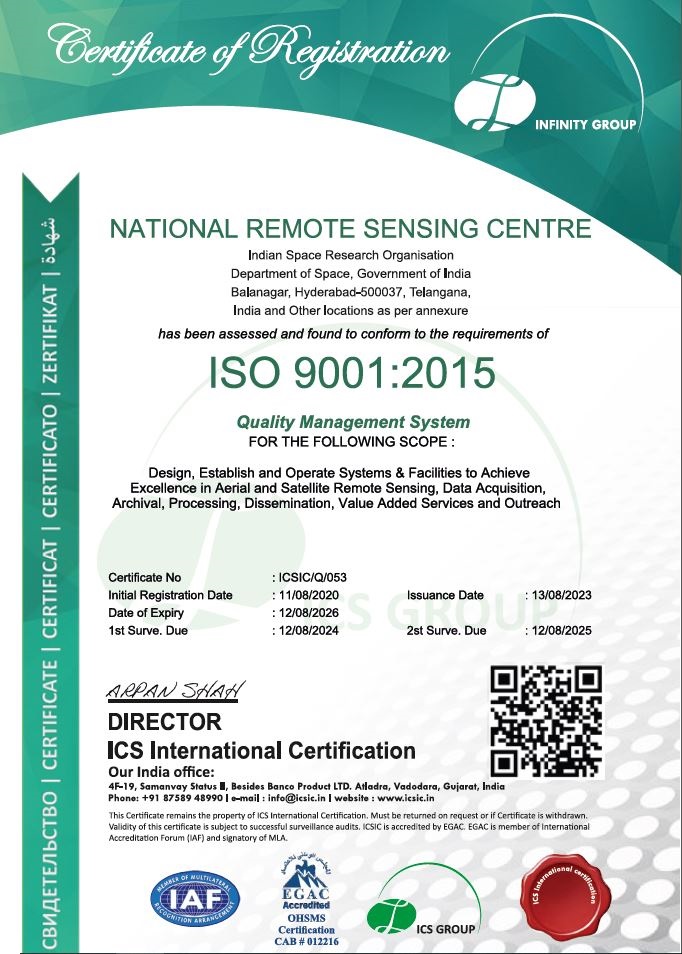 Certificate of Registration
INFINITY GROUP
СВИДЕТЕЛЬСТВО | CERTIFICATE | CERTIFICAT | CERTIFICATO | ZERTIFIKAT | شهادة
NATIONAL REMOTE SENSING CENTRE
Indian Space Research Organisation
Department of Space, Government of India
Balanagar, Hyderabad-500037, Telangana,
India and Other locations as per annexure
has been assessed and found to conform to the requirements of
ISO 9001:2015
Quality Management System
FOR THE FOLLOWING SCOPE :
Design, Establish and Operate Systems & Facilities to Achieve
Excellence in Aerial and Satellite Remote Sensing, Data Acquisition,
Archival, Processing, Dissemination, Value Added Services and Outreach
Certificate No : ICSIC/Q/053
Initial Registration Date : 11/08/2020 Issuance Date : 13/08/2023
Date of Expiry : 12/08/2026
ICS GROUP
1st Surve. Due : 12/08/2024 2nd Surve. Due : 12/08/2025
ARPAN SHAH
DIRECTOR
ICS International Certification
Our India office:
4F-19, Samanvay Status II, Besides Banco Product LTD. Atladra, Vadodara, Gujarat, India
Phone: +91 87589 48990 | e-mail : info@icsic.in | website : www.icsic.in
This Certificate remains the property of ICS International Certification. Must be returned on request or if Certificate is withdrawn.
Validity of this certificate is subject to successful surveillance audits. ICSIC is accredited by EGAC. EGAC is member of International
Accreditation Forum (IAF) and signatory of MLA.
MEMBER OF MULTILATERAL
IAF
RECOGNITION ARRANGEMENT
EGAC
Accredited
OHSMS
Certification
CAB # 012216
ICS GROUP
ICS International certification